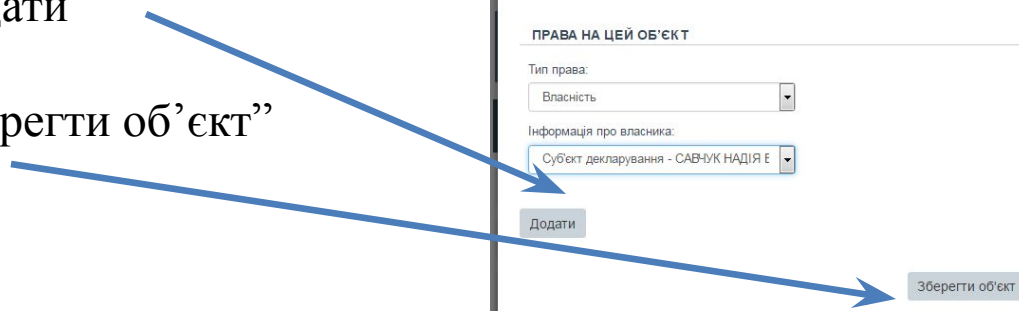 ПРАВА НА ЦЕЙ ОБ'ЄКТ
Тип права:
Власність
регти об’єкт”
Інформація про власника:
Суб'єкт декларування - САВЧУК НАДІЯ
Додати
Зберегти об'єкт